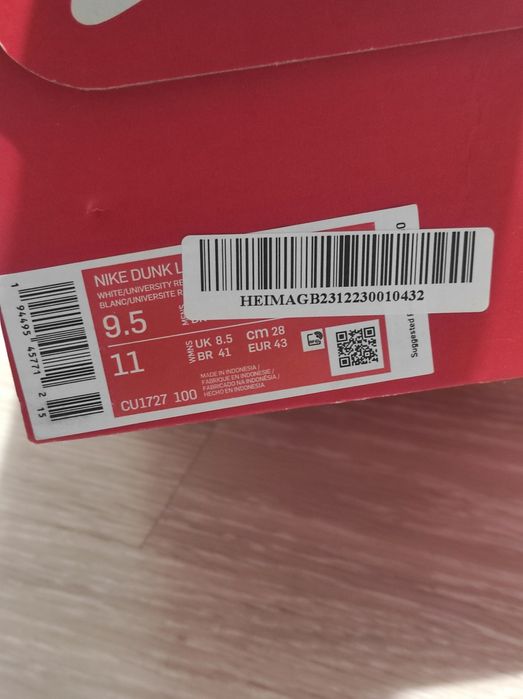 NIKE DUNK L
WHITE/UNIVERSITY RE
BLANC/UNIVERSITE R
HEIMAGB2312230010432
9.5
11
WMNS
UK 8.5
BR 41
cm 28
EUR 43
CU1727 100
MADE IN INDONESIA /
FABRIQUE EN INDONESIE /
FABRICADO NA INDONÉSIA /
HECHO EN INDONESIA
1 94495 45771 2 15
Suggested